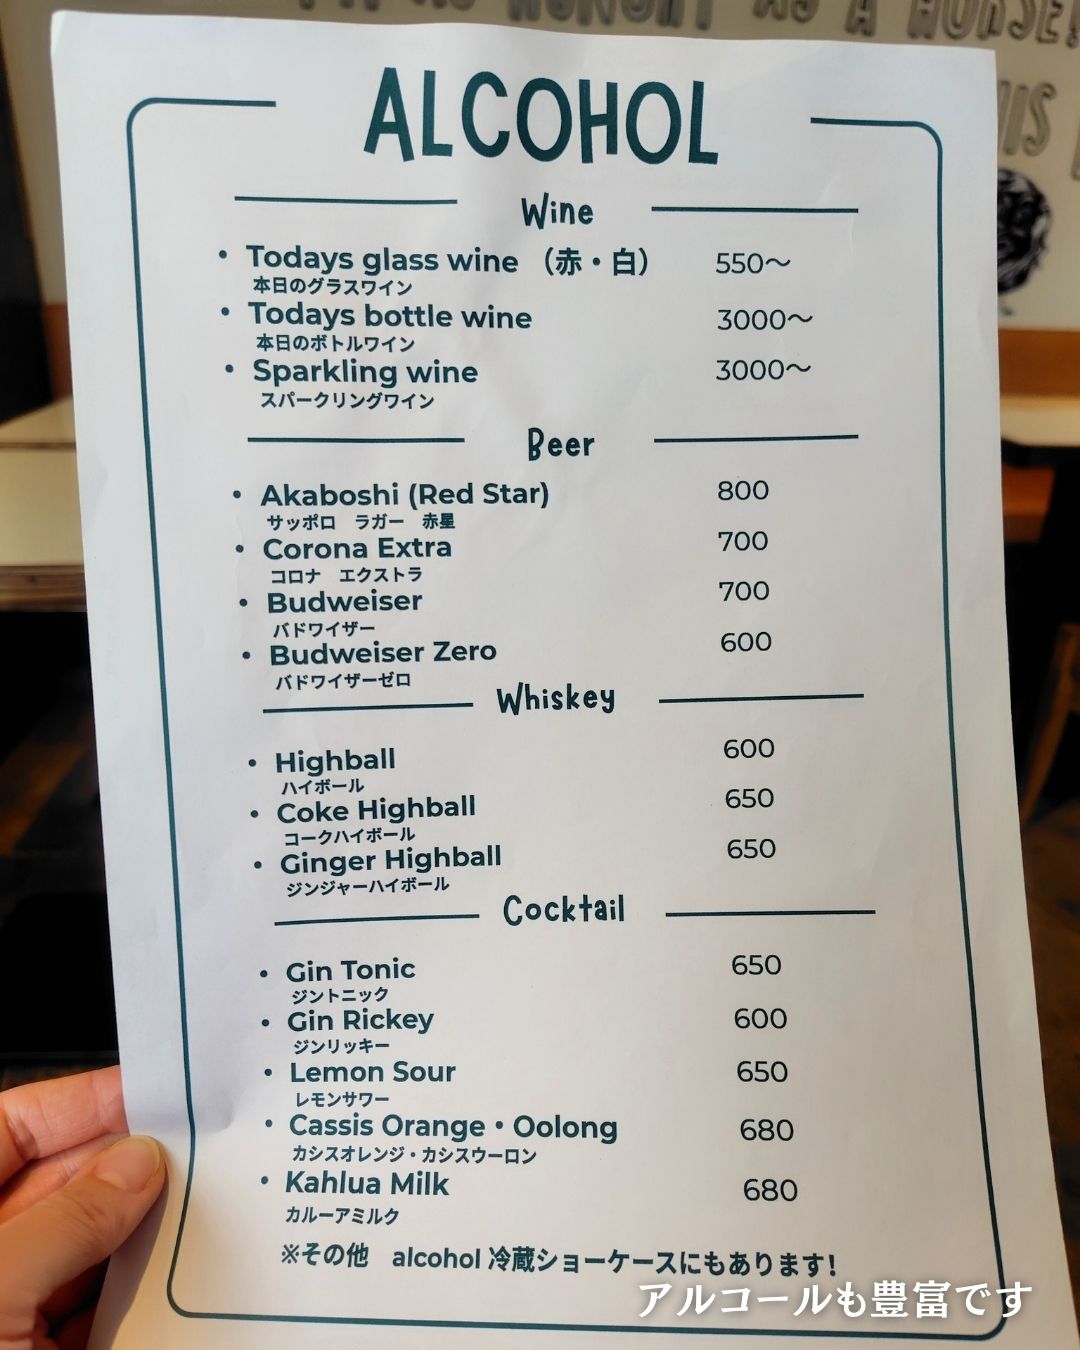 I'M AS HUNGRY AS A HORSE!
ALCOHOL
Wine
• Todays glass wine （赤・白） 550〜
本日のグラスワイン
• Todays bottle wine 3000〜
本日のボトルワイン
• Sparkling wine 3000〜
スパークリングワイン
Beer
• Akaboshi (Red Star) 800
サッポロ　ラガー　赤星
• Corona Extra 700
コロナ　エクストラ
• Budweiser 700
バドワイザー
• Budweiser Zero 600
バドワイザーゼロ
Whiskey
• Highball 600
ハイボール
• Coke Highball 650
コークハイボール
• Ginger Highball 650
ジンジャーハイボール
Cocktail
• Gin Tonic 650
ジントニック
• Gin Rickey 600
ジンリッキー
• Lemon Sour 650
レモンサワー
• Cassis Orange • Oolong 680
カシスオレンジ・カシスウーロン
• Kahlua Milk 680
カルーアミルク
※その他　alcohol 冷蔵ショーケースにもあります!
アルコールも豊富です